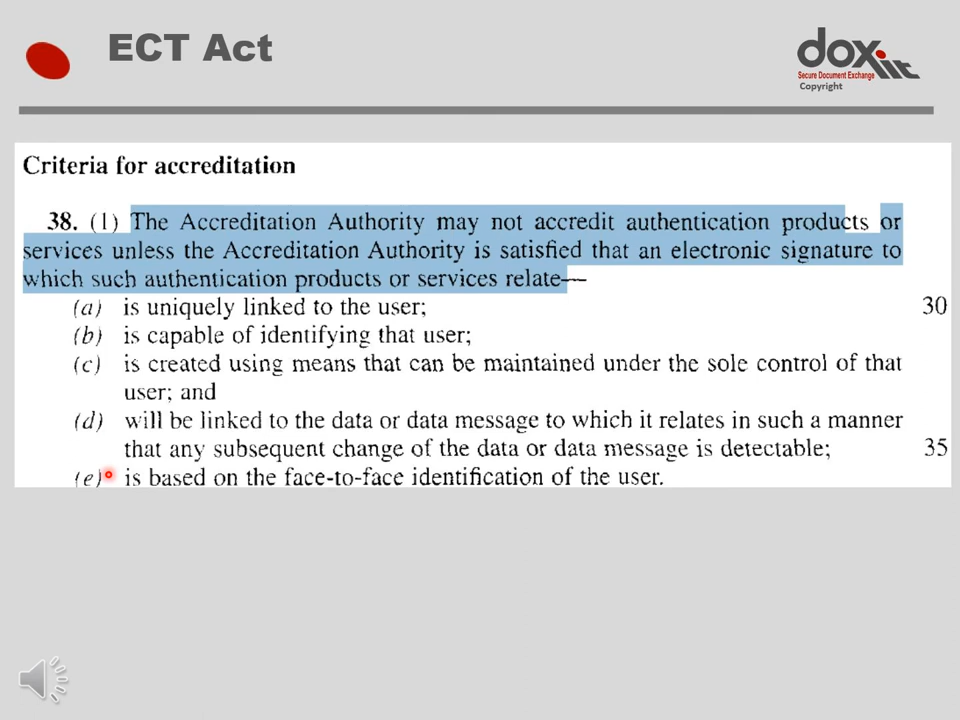 ECT Act
doxit
Secure Document Exchange
Copyright
Criteria for accreditation
38. (1) The Accreditation Authority may not accredit authentication products or
services unless the Accreditation Authority is satisfied that an electronic signature to
which such authentication products or services relate—
(a) is uniquely linked to the user; 30
(b) is capable of identifying that user;
(c) is created using means that can be maintained under the sole control of that
user; and
(d) will be linked to the data or data message to which it relates in such a manner
that any subsequent change of the data or data message is detectable; 35
(e) is based on the face-to-face identification of the user.